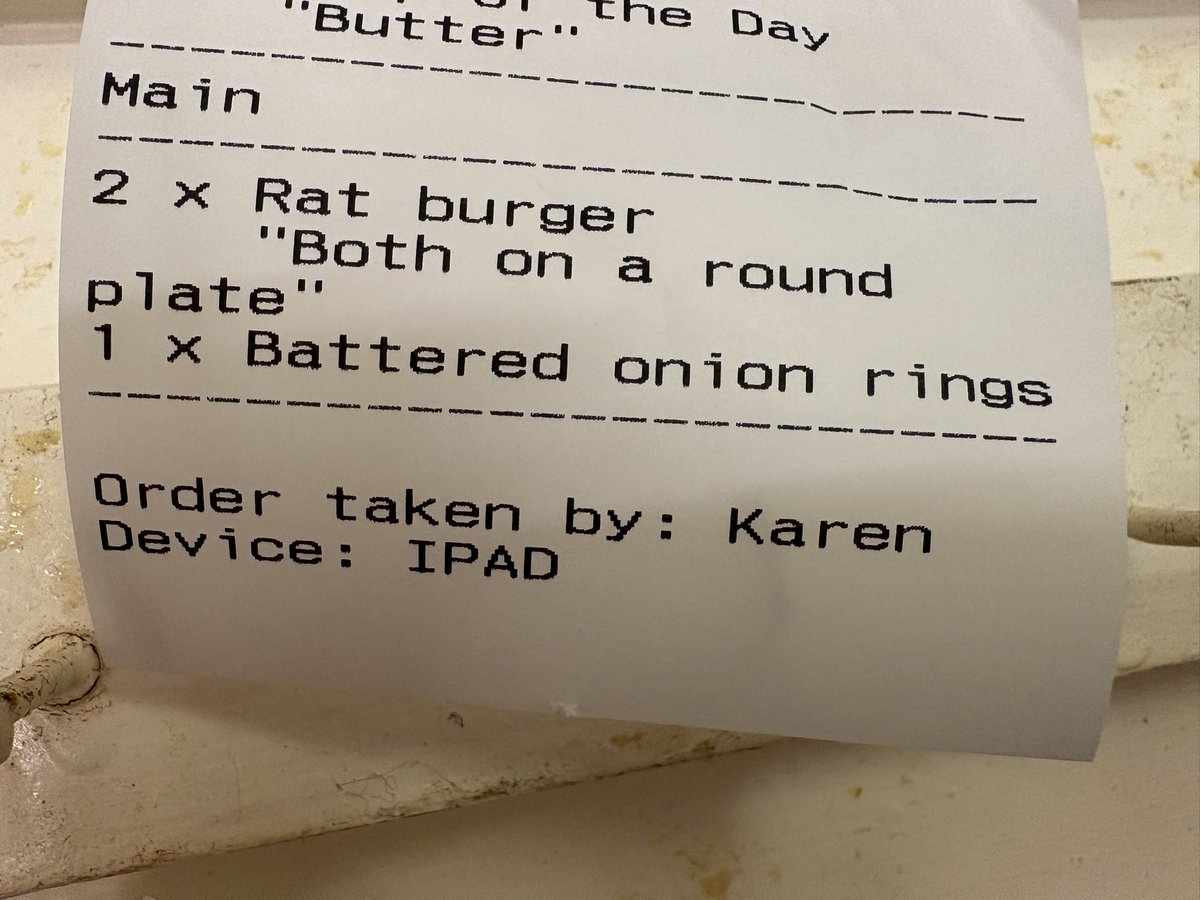 the Day
"Butter"
Main
2 x Rat burger
"Both on a round
plate"
1 x Battered onion rings
Order taken by: Karen
Device: IPAD